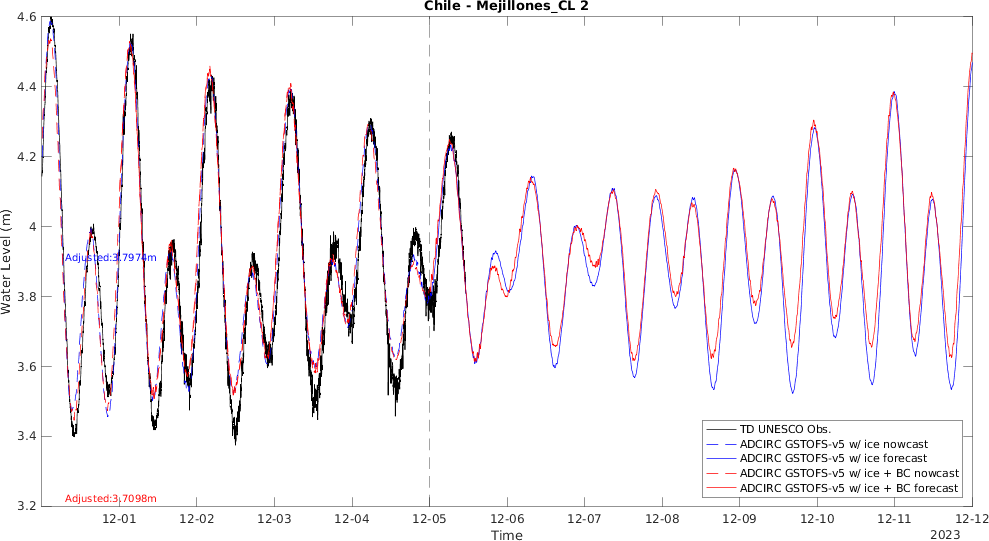 Chile - Mejillones_CL 2
4.6
4.4
4.2
4
3.8
3.6
3.4
3.2
Water Level (m)
Adjusted:3.7974m
Adjusted:3.7098m
TD UNESCO Obs.
ADCIRC GSTOFS-v5 w/ ice nowcast
ADCIRC GSTOFS-v5 w/ ice forecast
ADCIRC GSTOFS-v5 w/ ice + BC nowcast
ADCIRC GSTOFS-v5 w/ ice + BC forecast
12-01 12-02 12-03 12-04 12-05 12-06 12-07 12-08 12-09 12-10 12-11 12-12
Time
2023